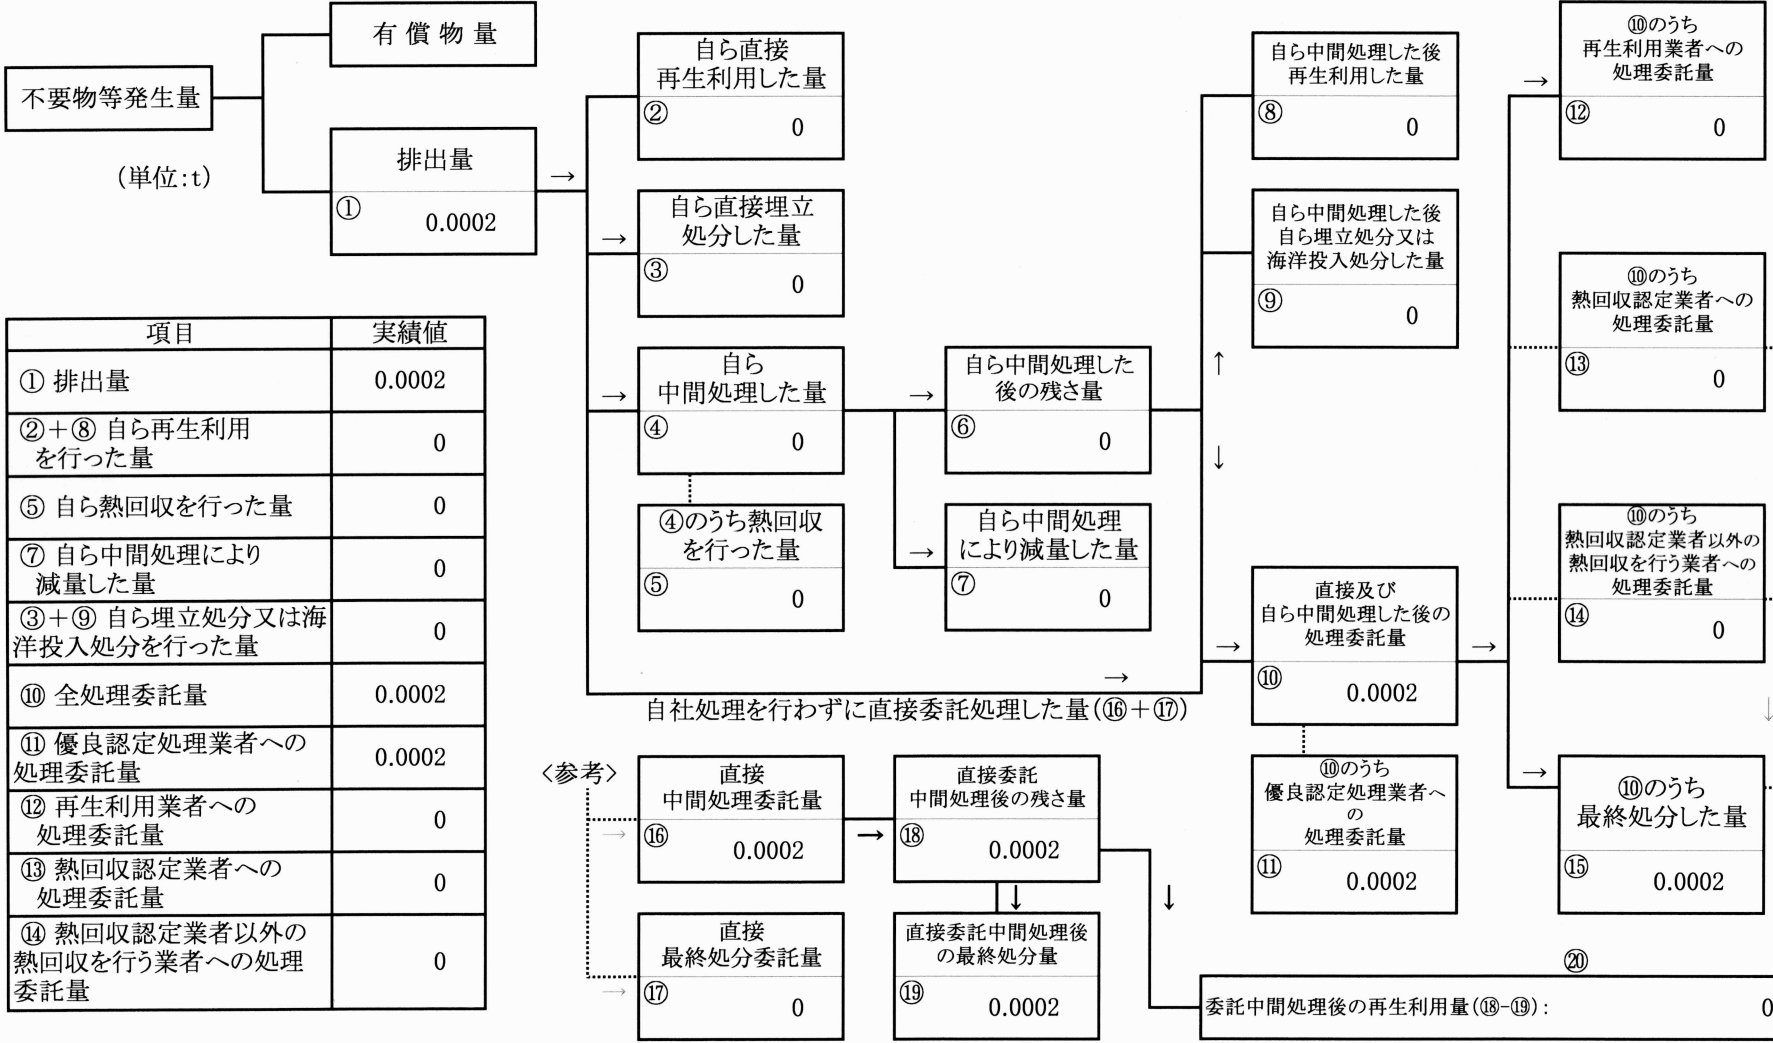 不要物等発生量
(単位:t)
有償物量
排出量
① 0.0002
→
自ら直接
再生利用した量
② 0
→
自ら直接埋立
処分した量
③ 0
→
自ら
中間処理した量
④ 0
④のうち熱回収
を行った量
⑤ 0
→
自ら中間処理した
後の残さ量
⑥ 0
→
自ら中間処理
により減量した量
⑦ 0
↑
↓
自ら中間処理した後
再生利用した量
⑧ 0
自ら中間処理した後
自ら埋立処分又は
海洋投入処分した量
⑨ 0
→
自社処理を行わずに直接委託処理した量(⑯+⑰)
→
直接及び
自ら中間処理した後の
処理委託量
⑩ 0.0002
⑩のうち
優良認定処理業者へ
の
処理委託量
⑪ 0.0002
→
→
⑩のうち
再生利用業者への
処理委託量
⑫ 0
⑩のうち
熱回収認定業者への
処理委託量
⑬ 0
⑩のうち
熱回収認定業者以外の
熱回収を行う業者への
処理委託量
⑭ 0
↓
→
⑩のうち
最終処分した量
⑮ 0.0002
項目 実績値
① 排出量 0.0002
②+⑧ 自ら再生利用
を行った量 0
⑤ 自ら熱回収を行った量 0
⑦ 自ら中間処理により
減量した量 0
③+⑨ 自ら埋立処分又は海
洋投入処分を行った量 0
⑩ 全処理委託量 0.0002
⑪ 優良認定処理業者への
処理委託量 0.0002
⑫ 再生利用業者への
処理委託量 0
⑬ 熱回収認定業者への
処理委託量 0
⑭ 熱回収認定業者以外の
熱回収を行う業者への処理
委託量 0
<参考>
→
直接
中間処理委託量
⑯ 0.0002
→
直接委託
中間処理後の残さ量
⑱ 0.0002
→
直接
最終処分委託量
⑰ 0
↓
直接委託中間処理後
の最終処分量
⑲ 0.0002
↓
⑳
委託中間処理後の再生利用量(⑱-⑲): 0